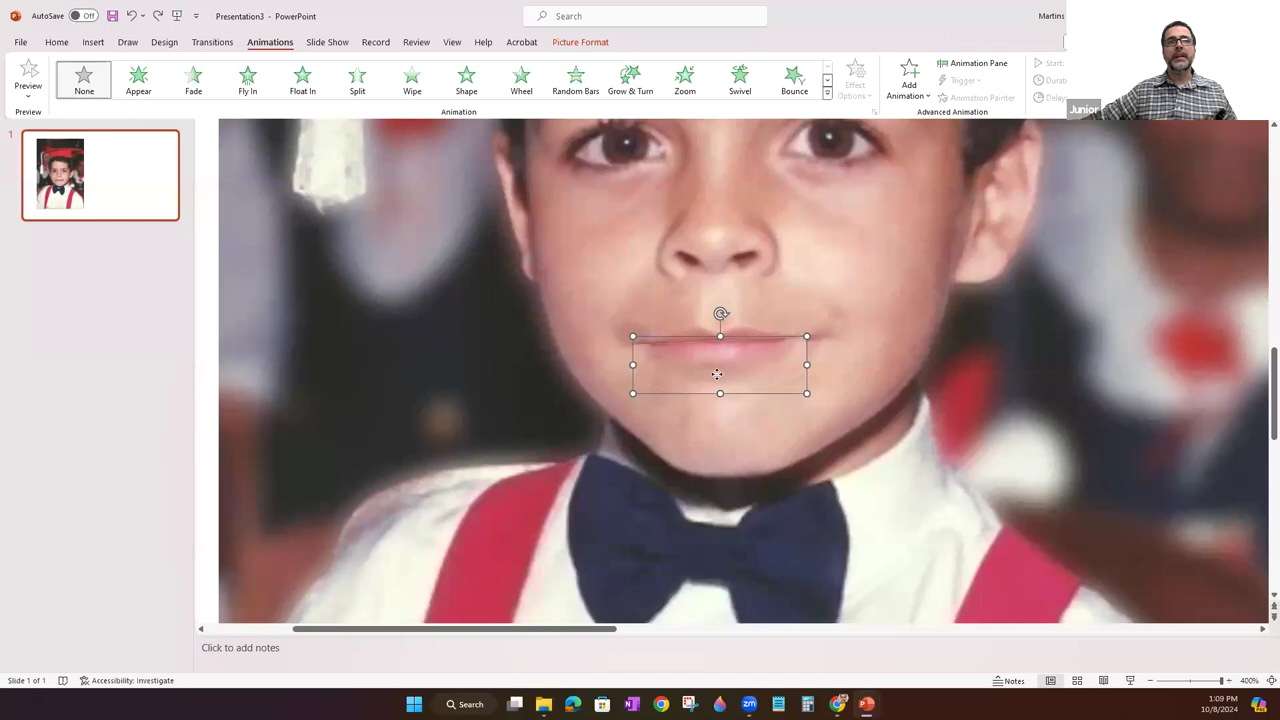 AutoSave Off Presentation3 - PowerPoint Search Martins
File Home Insert Draw Design Transitions Animations Slide Show Record Review View Help Acrobat Picture Format
Preview None Appear Fade Fly In Float In Split Wipe Shape Wheel Random Bars Grow & Turn Zoom Swivel Bounce Effect Options Add Animation Animation Pane Trigger Animation Painter Start: Durati Delay
Preview Animation Advanced Animation
Junior
1
Click to add notes
Slide 1 of 1 Accessibility: Investigate Notes 400%
Search
1:09 PM
10/8/2024